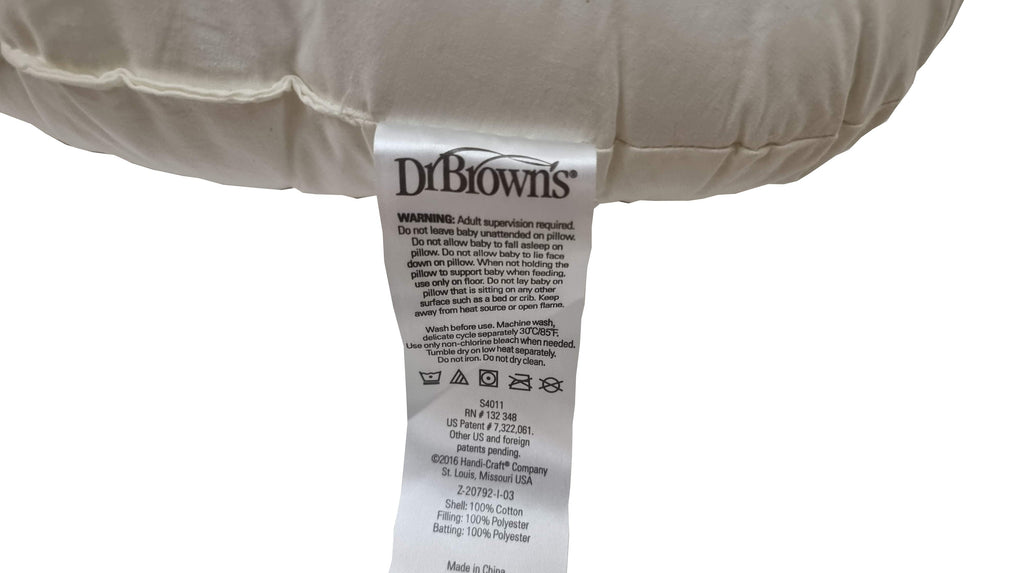 Dr Brown's®
WARNING: Adult supervision required.
Do not leave baby unattended on pillow.
Do not allow baby to fall asleep on
pillow. Do not allow baby to lie face
down on pillow. When not holding the
pillow to support baby when feeding,
use only on floor. Do not lay baby on
pillow that is sitting on any other
surface such as a bed or crib. Keep
away from heat source or open flame.
Wash before use. Machine wash,
delicate cycle separately 30°C/85°F.
Use only non-chlorine bleach when needed.
Tumble dry on low heat separately.
Do not iron. Do not dry clean.
S4011
RN # 132 348
US Patent # 7,322,061.
Other US and foreign
patents pending.
©2016 Handi-Craft® Company
St. Louis, Missouri USA
Z-20792-I-03
Shell: 100% Cotton
Filling: 100% Polyester
Batting: 100% Polyester
Made in China